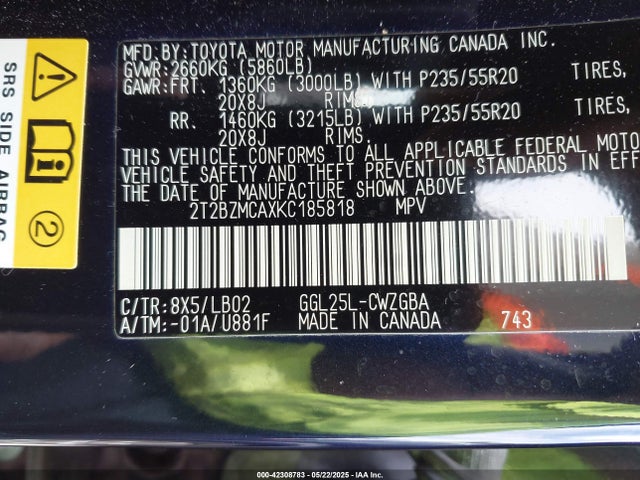 MFD. BY: TOYOTA MOTOR MANUFACTURING CANADA INC.
GVWR: 2660KG (5860LB)
GAWR: FRT. 1360KG (3000LB) WITH P235/55R20 TIRES,
20X8J RIMS
RR. 1460KG (3215LB) WITH P235/55R20 TIRES,
20X8J RIMS.
THIS VEHICLE CONFORMS TO ALL APPLICABLE FEDERAL MOTO
VEHICLE SAFETY AND THEFT PREVENTION STANDARDS IN EFF
THE DATE OF MANUFACTURE SHOWN ABOVE.
2T2BZMCAXKC185818 MPV
C/TR: 8X5/LB02 GGL25L-CWZGBA
A/TM: -01A/U881F MADE IN CANADA 743
SRS SIDE AIRBAG
2
000-42308783 - 05/22/2025 - IAA Inc.